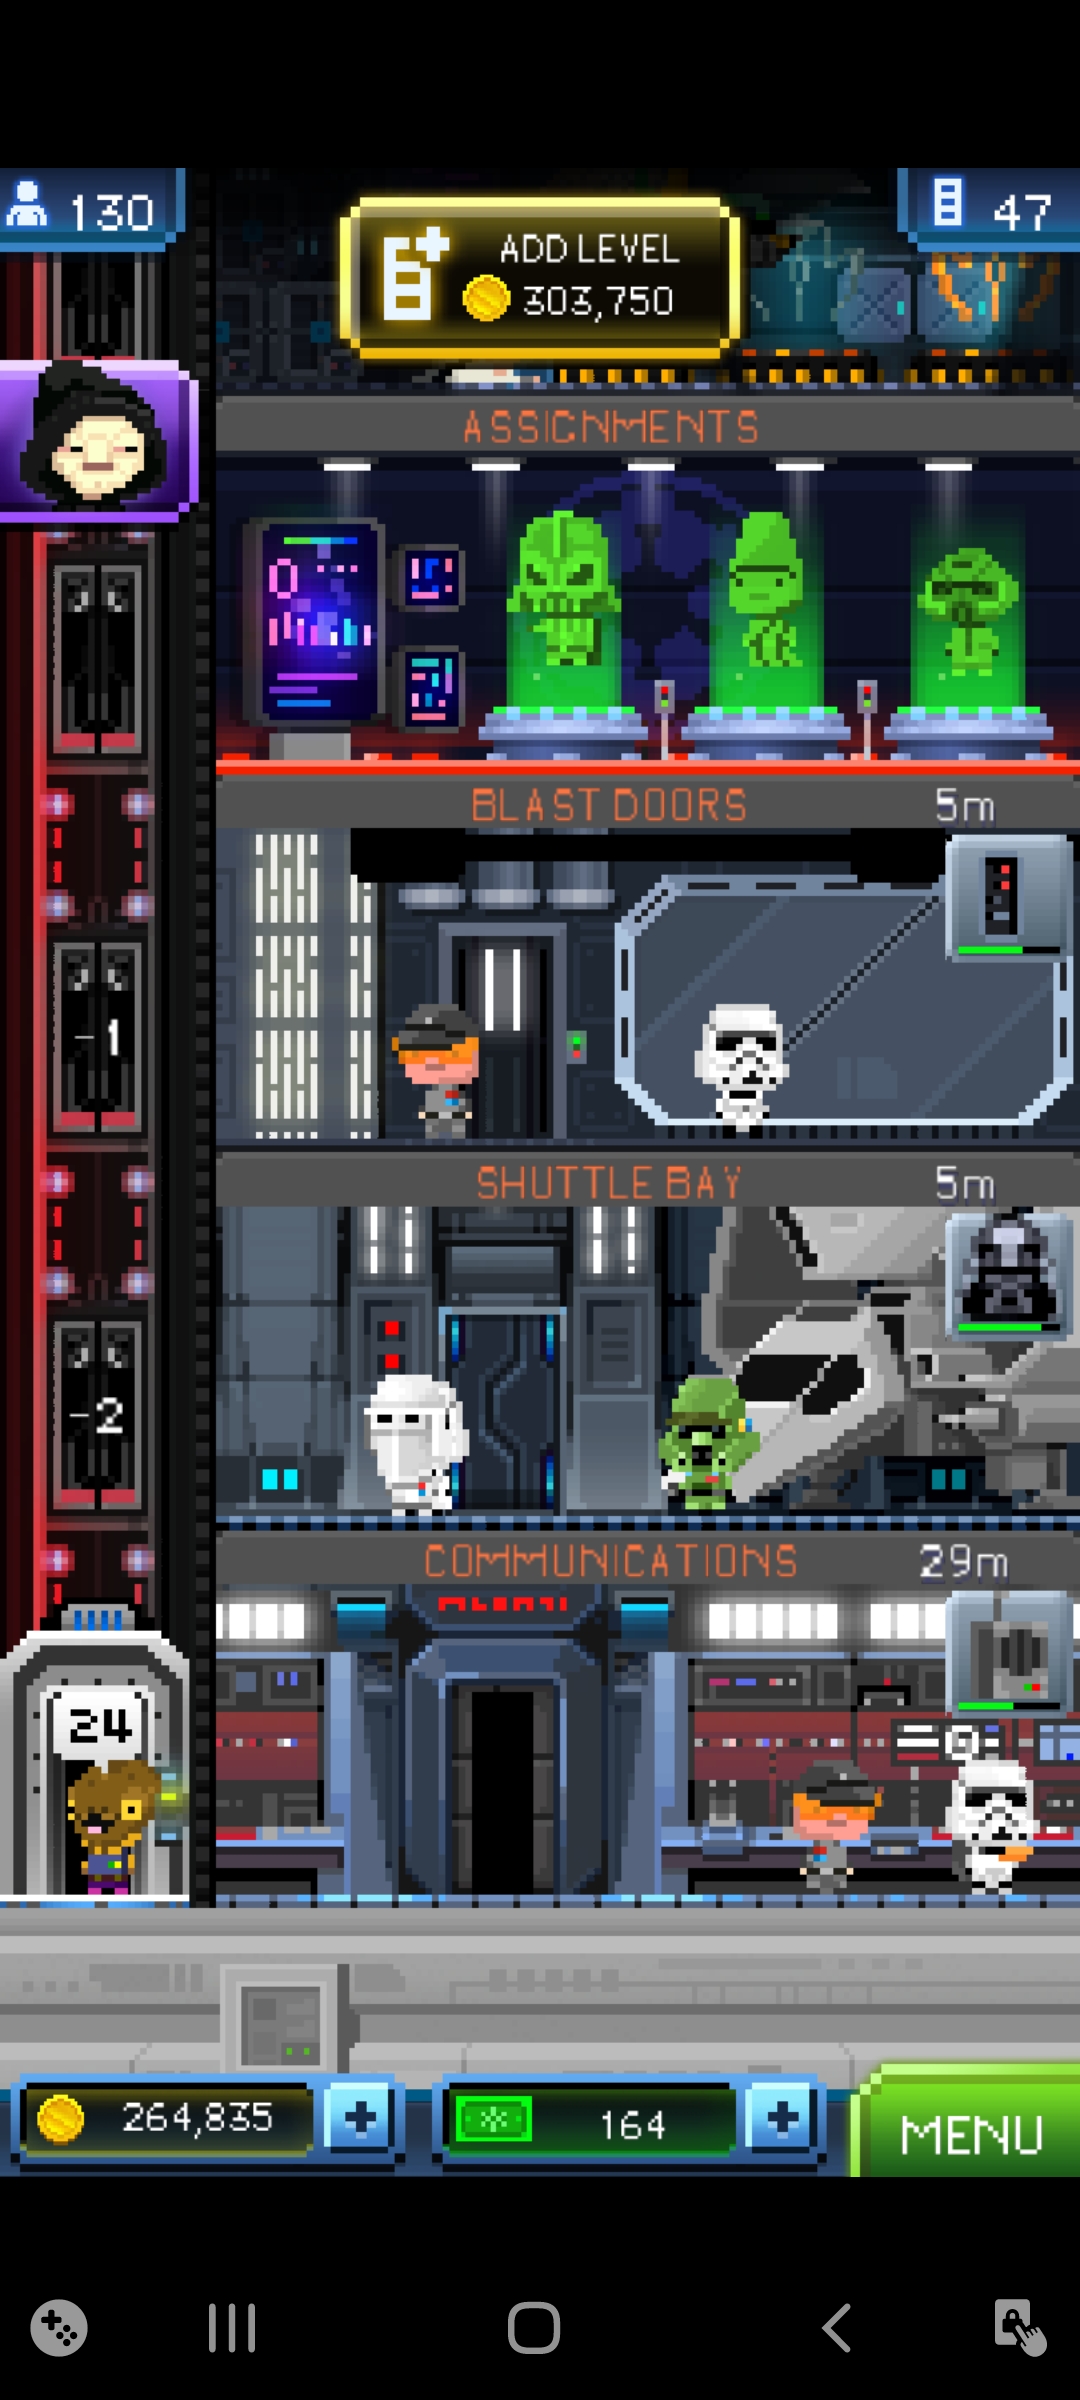 130
ADD LEVEL
303,750
47
ASSIGNMENTS
BLAST DOORS 5m
-1
SHUTTLE BAY 5m
-2
COMMUNICATIONS 29m
24
264,835
164
MENU